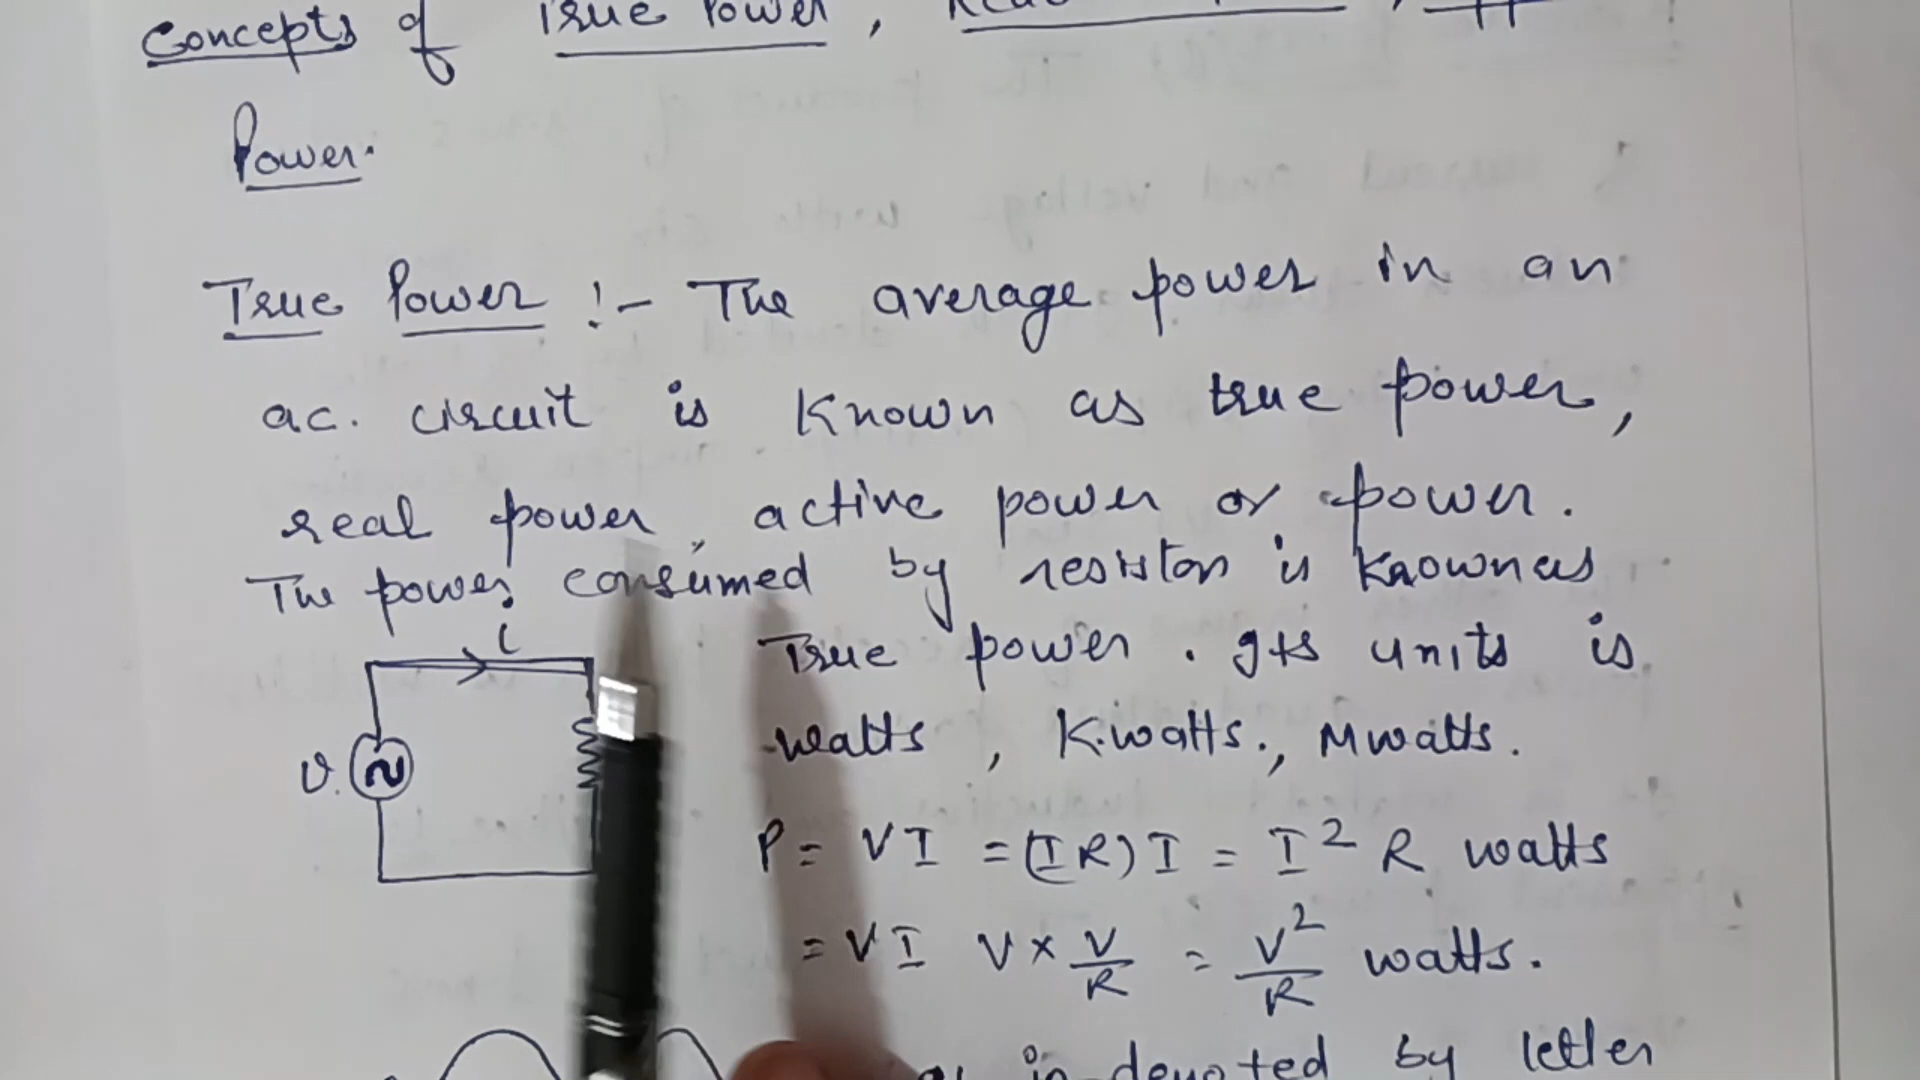 Concepts of True Power,
Power.
True Power :- The average power in an
ac. circuit is known as true power,
real power, active power or power.
The power consumed by resistor is known as
i
True power. Its units is
watts, K.watts., Mwatts.
v.
P = VI = (IR)I = I² R watts
= VI V × V/R = V²/R watts.
is denoted by letter